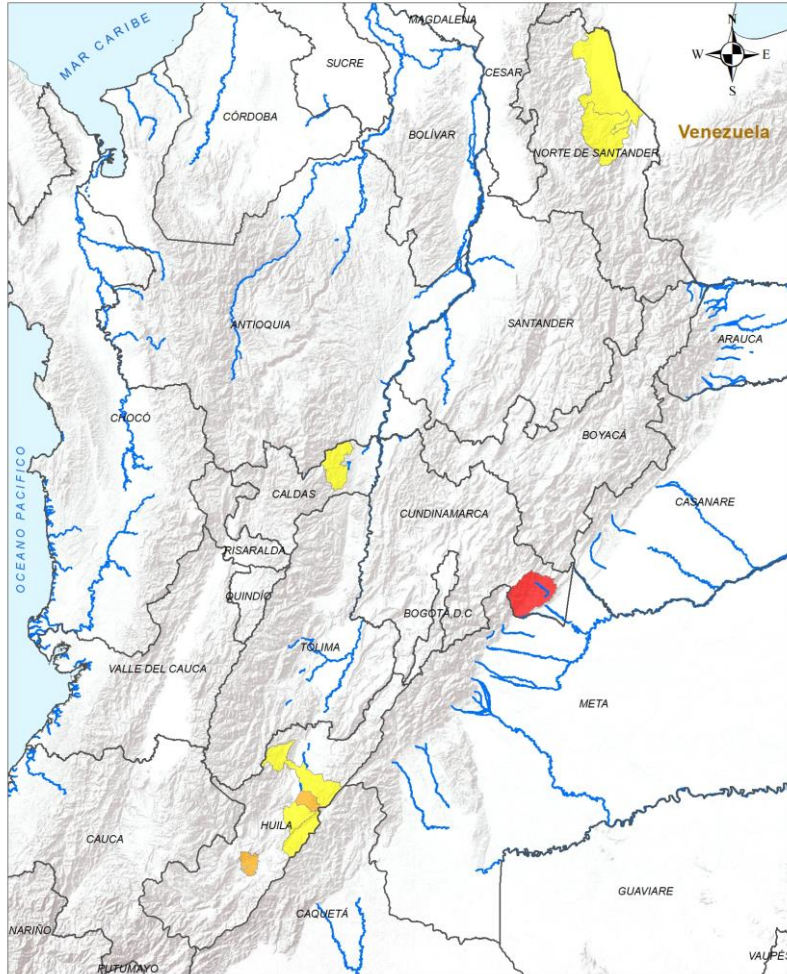 MAGDALENA
N
MAR CARIBE
SUCRE
CESAR
W
E
S
CÓRDOBA
BOLÍVAR
Venezuela
NORTE DE SANTANDER
ANTIOQUIA
SANTANDER
ARAUCA
CHOCÓ
BOYACÁ
OCEANO PACIFICO
CALDAS
CASANARE
CUNDINAMARCA
RISARALDA
QUINDÍO
BOGOTÁ D.C
TOLIMA
VALLE DEL CAUCA
META
HUILA
CAUCA
GUAVIARE
CAQUETÁ
NARIÑO
VAUPÉS
PUTUMAYO